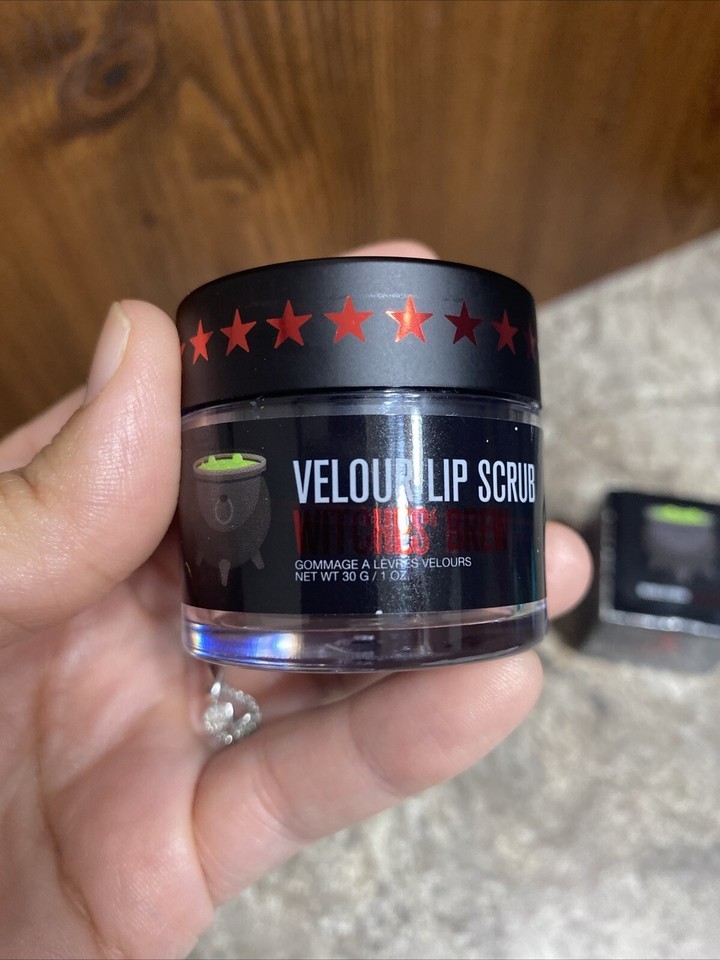 VELOUR LIP SCRUB
WITCHES' BREW
GOMMAGE A LÈVRES VELOURS
NET WT 30 G / 1 OZ.